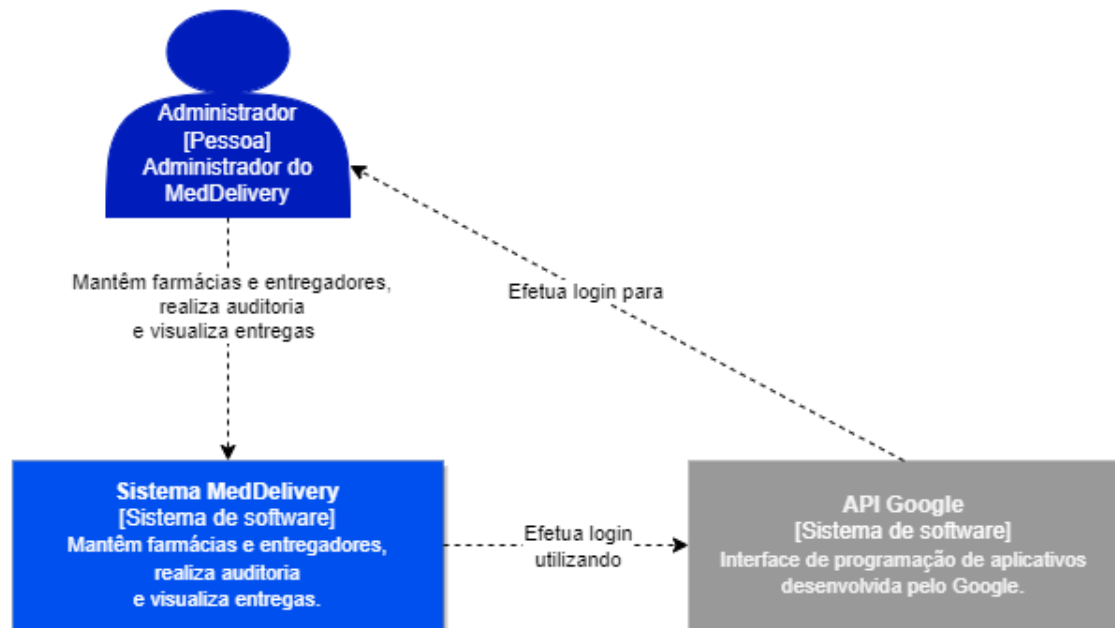 Administrador
[Pessoa]
Administrador do
MedDelivery
Mantêm farmácias e entregadores,
realiza auditoria
e visualiza entregas
Efetua login para
Sistema MedDelivery
[Sistema de software]
Mantêm farmácias e entregadores,
realiza auditoria
e visualiza entregas.
Efetua login
utilizando
API Google
[Sistema de software]
Interface de programação de aplicativos
desenvolvida pelo Google.